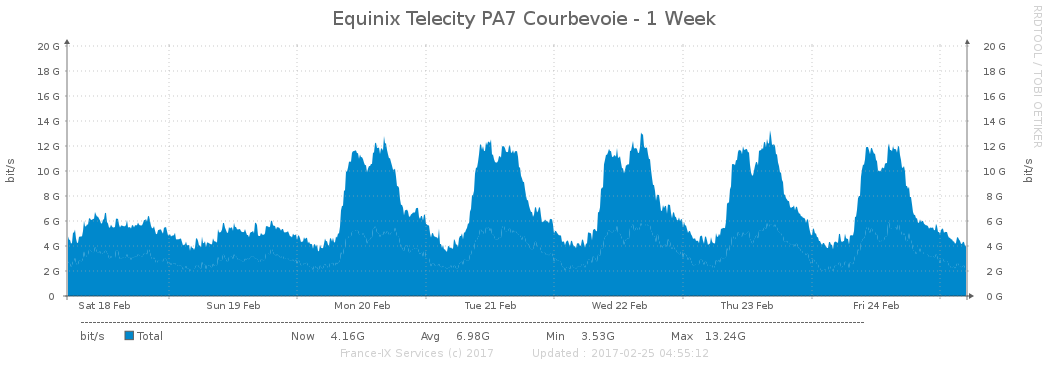 Equinix Telecity PA7 Courbevoie - 1 Week
RRDTOOL / TOBI OETIKER
bit/s
bit/s
20 G 20 G
18 G 18 G
16 G 16 G
14 G 14 G
12 G 12 G
10 G 10 G
8 G 8 G
6 G 6 G
4 G 4 G
2 G 2 G
0 0 G
Sat 18 Feb Sun 19 Feb Mon 20 Feb Tue 21 Feb Wed 22 Feb Thu 23 Feb Fri 24 Feb
bit/s Total Now 4.16G Avg 6.98G Min 3.53G Max 13.24G
France-IX Services (c) 2017 Updated : 2017-02-25 04:55:12